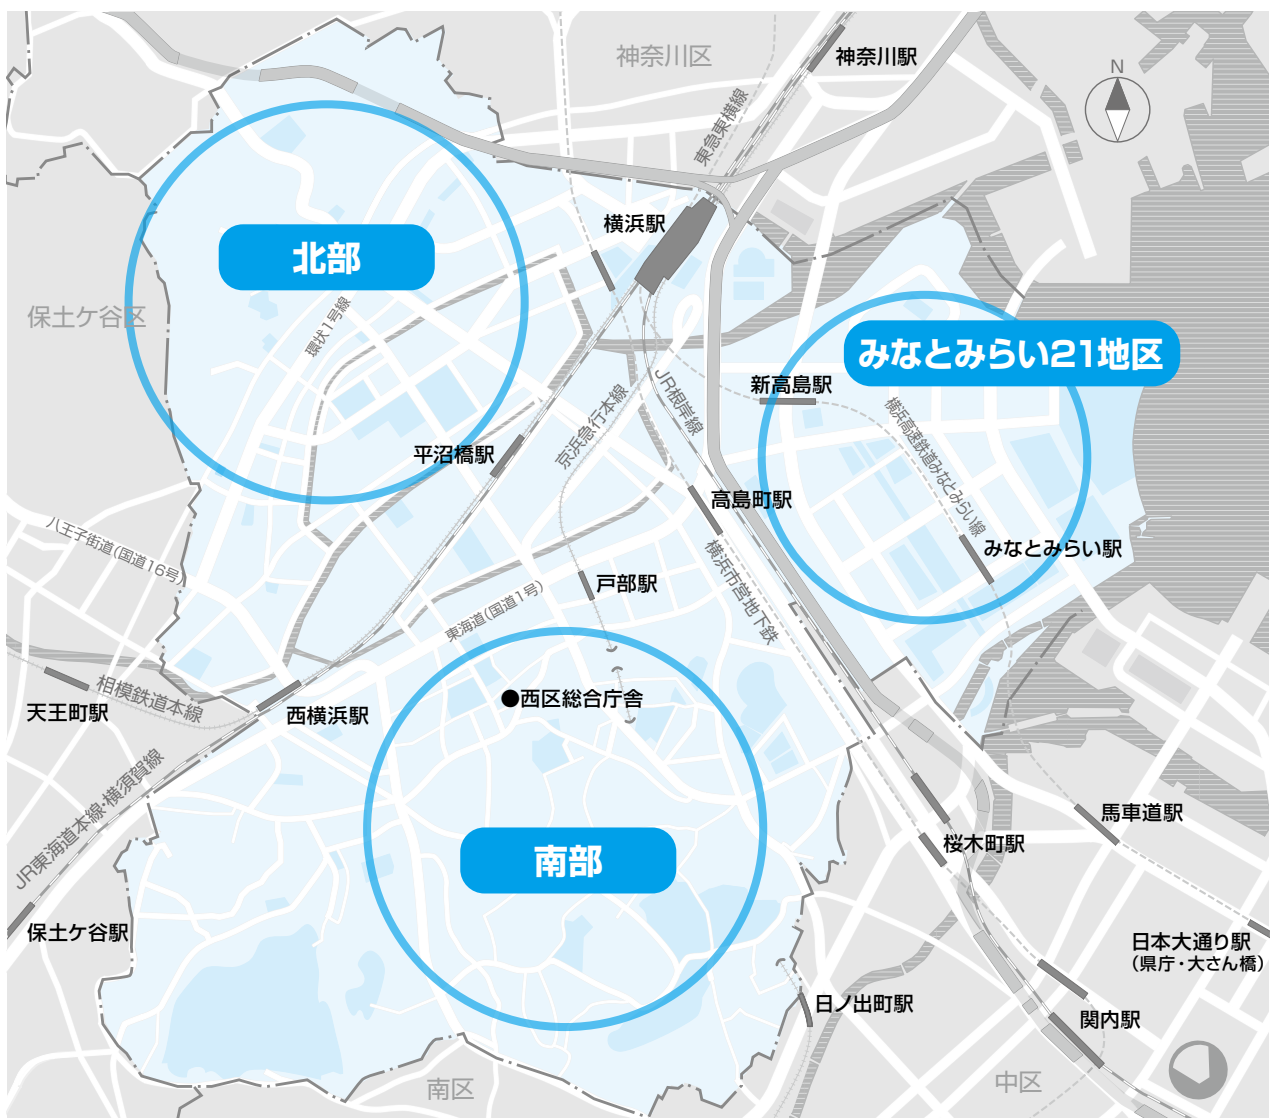 神奈川区
神奈川駅
N
東急東横線
横浜駅
北部
保土ケ谷区
環状1号線
みなとみらい21地区
新高島駅
JR根岸線
京浜急行本線
横浜高速鉄道みなとみらい線
平沼橋駅
高島町駅
八王子街道(国道16号)
みなとみらい駅
横浜市営地下鉄
戸部駅
東海道(国道1号)
相模鉄道本線
●西区総合庁舎
天王町駅
西横浜駅
JR東海道本線・横須賀線
馬車道駅
桜木町駅
南部
保土ケ谷駅
日本大通り駅
(県庁・大さん橋)
日ノ出町駅
関内駅
南区
中区